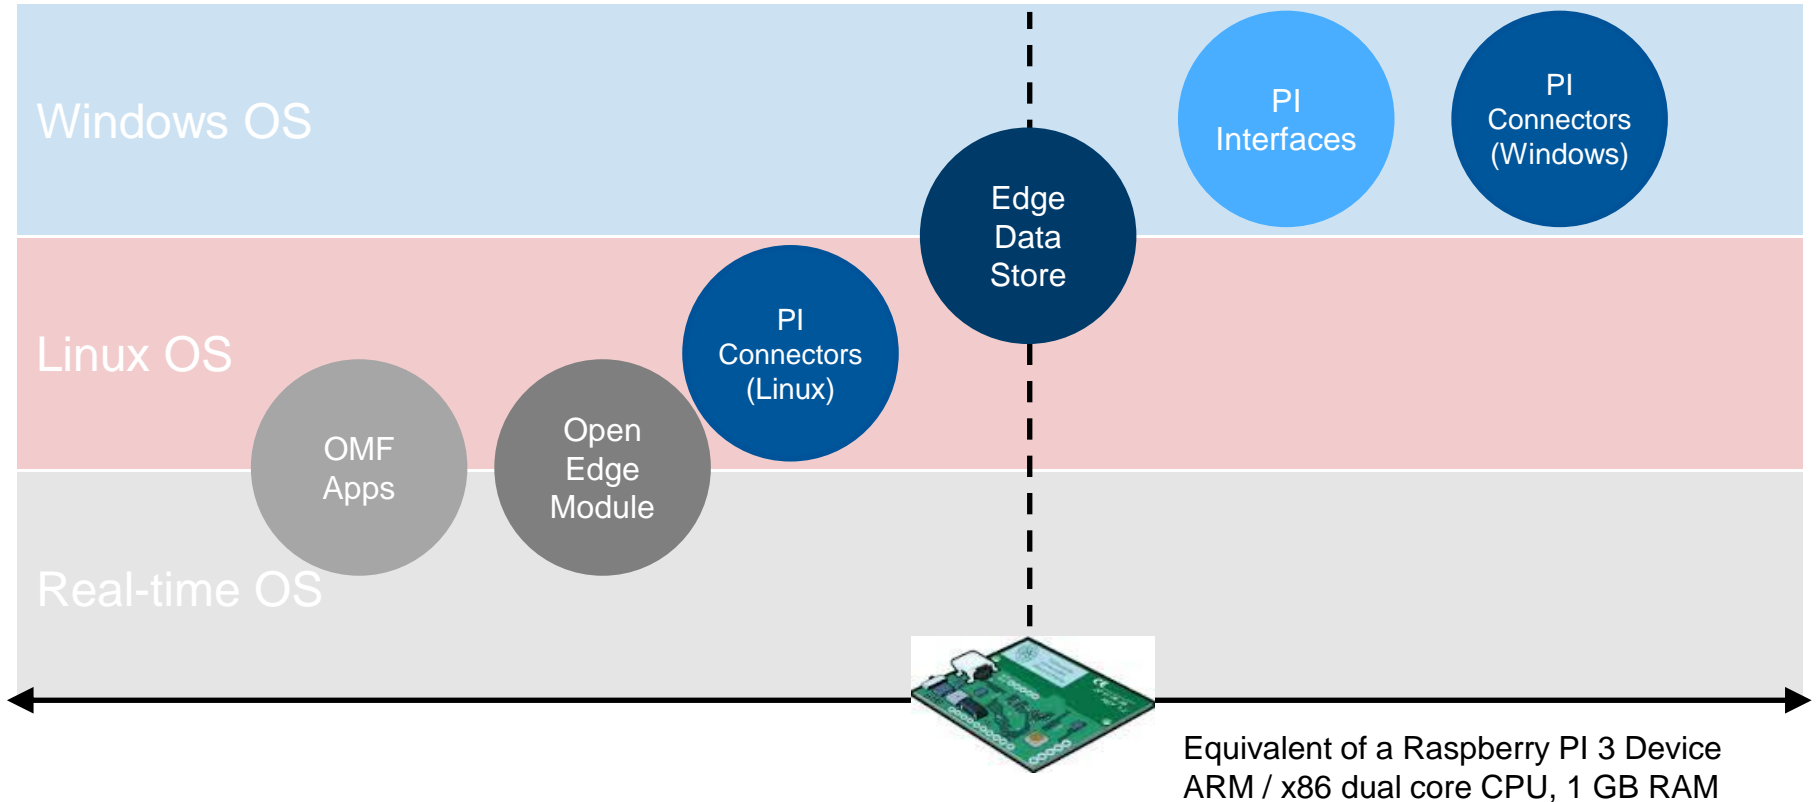 Windows OS
PI
Interfaces
PI
Connectors
(Windows)
Edge
Data
Store
Linux OS
PI
Connectors
(Linux)
OMF
Apps
Open
Edge
Module
Real-time OS
Equivalent of a Raspberry PI 3 Device
ARM / x86 dual core CPU, 1 GB RAM